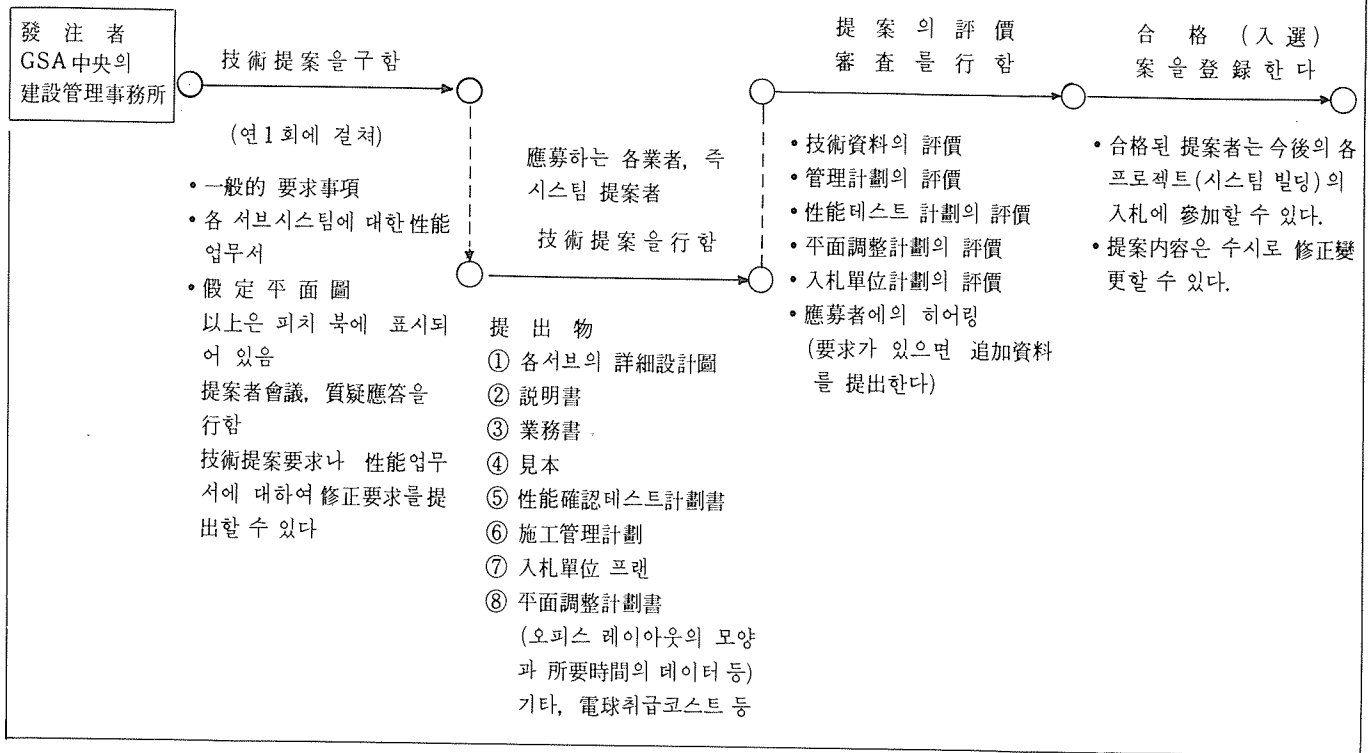 發注者
GSA中央의
建設管理事務所
技術提案을구함
(연1회에 걸쳐)
• 一般的 要求事項
• 各 서브시스팀에 대한 性能
업무서
• 假定平面圖
以上은 피치 북에 표시되
어 있음
提案者會議, 質疑應答을
行함
技術提案要求나 性能업무
서에 대하여 修正要求를 提
出할 수 있다
應募하는 各業者, 즉
시스팀 提案者
技術提案을 行함
提出物
① 各서브의 詳細設計圖
② 説明書
③ 業務書
④ 見本
⑤ 性能確認테스트計劃書
⑥ 施工管理計劃
⑦ 入札單位 프랜
⑧ 平面調整計劃書
(오피스 레이아웃의 모양
과 所要時間의 데이터 등)
기타, 電球취급코스트 등
提案의 評價
審査를 行함
• 技術資料의 評價
• 管理計劃의 評價
• 性能테스트 計劃의 評價
• 平面調整計劃의 評價
• 入札單位計劃의 評價
• 應募者에의 히어링
(要求가 있으면 追加資料
를 提出한다)
合格 (入選)
案을 登錄한다
• 合格된 提案者는 今後의 各
프로젝트(시스팀 빌딩)의
入札에 參加할 수 있다.
• 提案内容은 수시로 修正變
更할 수 있다.